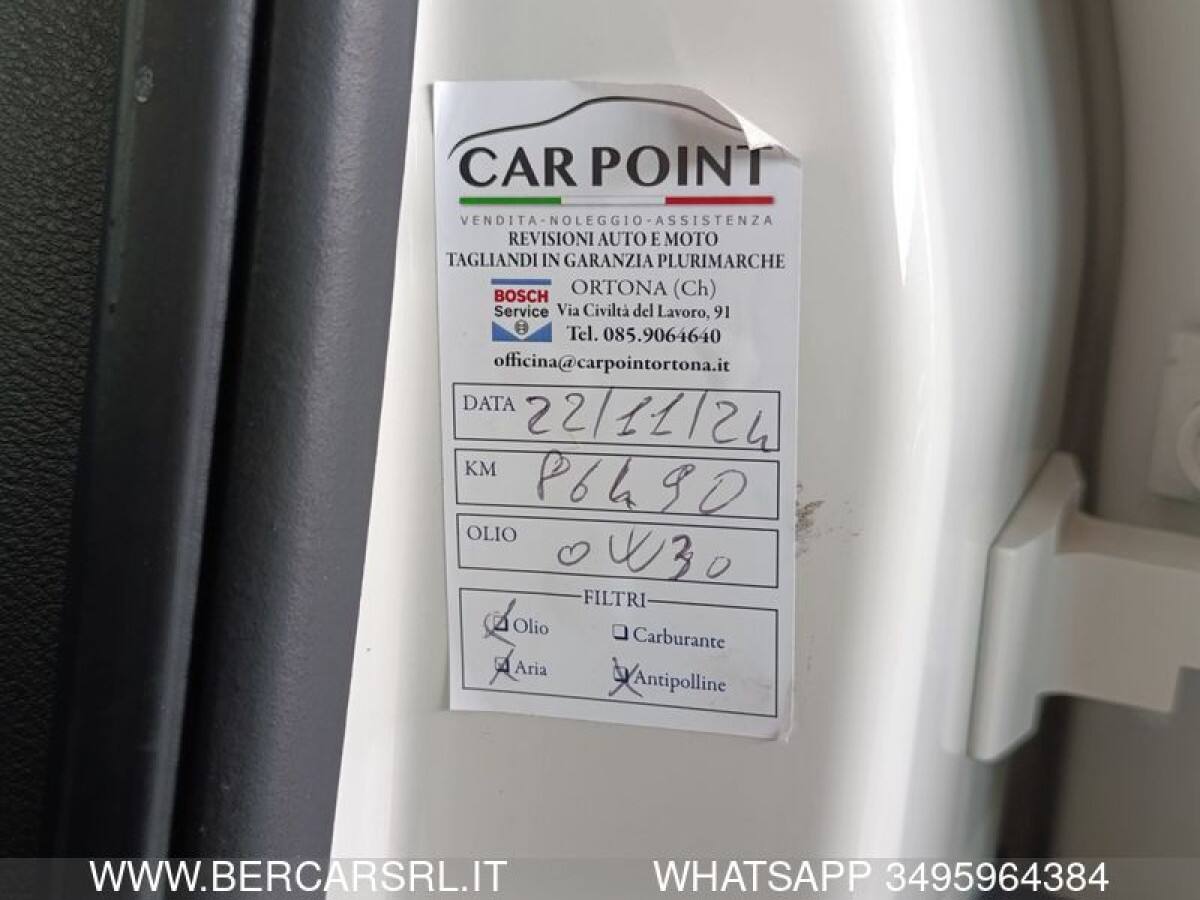 CAR POINT
VENDITA-NOLEGGIO-ASSISTENZA
REVISIONI AUTO E MOTO
TAGLIANDI IN GARANZIA PLURIMARCHE
BOSCH
Service
ORTONA (Ch)
Via Civiltà del Lavoro, 91
Tel. 085.9064640
officina@carpointortona.it
DATA 22/11/24
KM 86490
OLIO 0W30
FILTRI
Olio Carburante
Aria Antipolline
WWW.BERCARSRL.IT WHATSAPP 3495964384